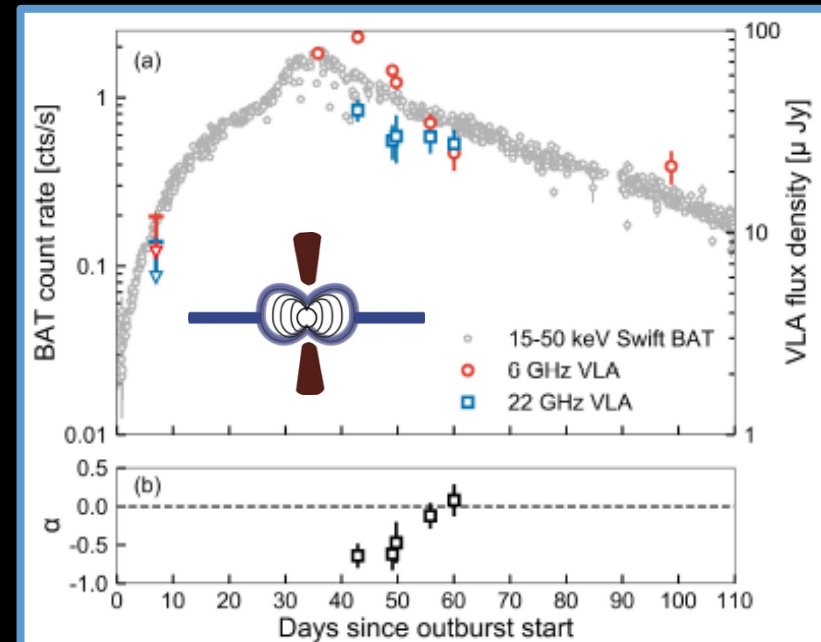 (a)
BAT count rate [cts/s]
1
0.1
0.01
VLA flux density [μ Jy]
100
10
1
15-50 keV Swift BAT
6 GHz VLA
22 GHz VLA
(b)
α
0.5
0.0
-0.5
-1.0
0 10 20 30 40 50 60 70 80 90 100 110
Days since outburst start